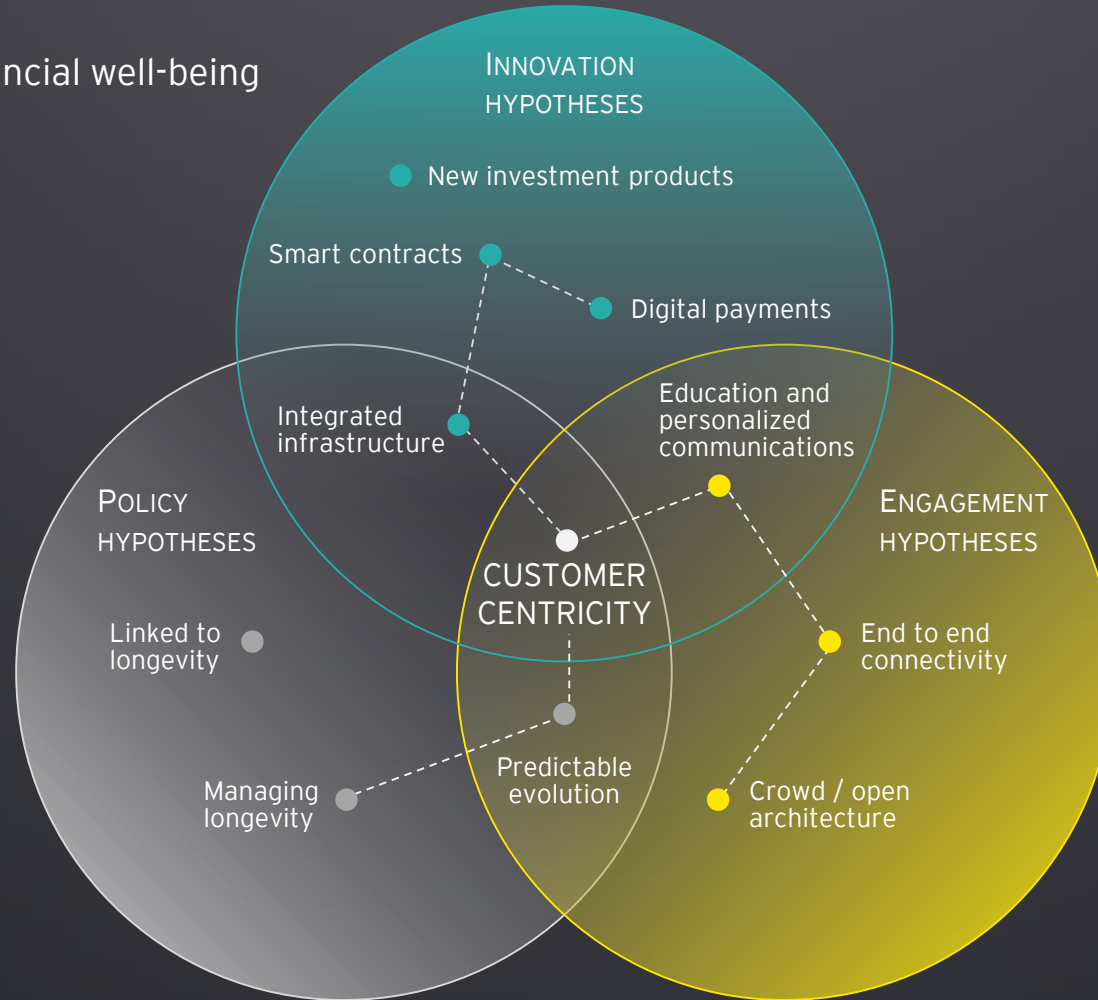 ncial well-being
INNOVATION
HYPOTHESES
New investment products
Smart contracts
Digital payments
Integrated
infrastructure
Education and
personalized
communications
POLICY
HYPOTHESES
ENGAGEMENT
HYPOTHESES
CUSTOMER
CENTRICITY
Linked to
longevity
End to end
connectivity
Predictable
evolution
Managing
longevity
Crowd / open
architecture